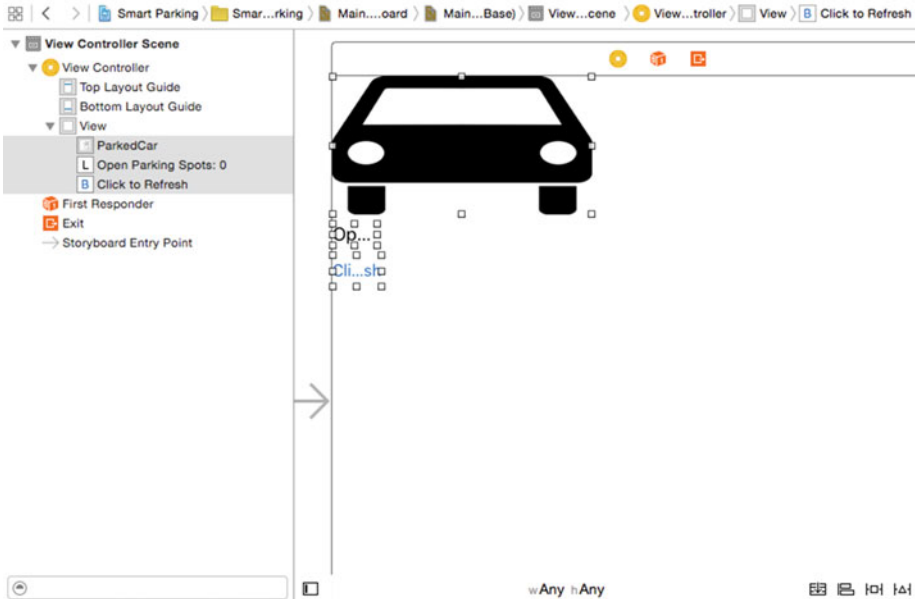 Smart Parking Smar...rking Main....oard Main...Base) View...cene View...troller View B Click to Refresh
View Controller Scene
View Controller
Top Layout Guide
Bottom Layout Guide
View
ParkedCar
L Open Parking Spots: 0
B Click to Refresh
First Responder
Exit
Storyboard Entry Point
Op...
Cli...sh
wAny hAny